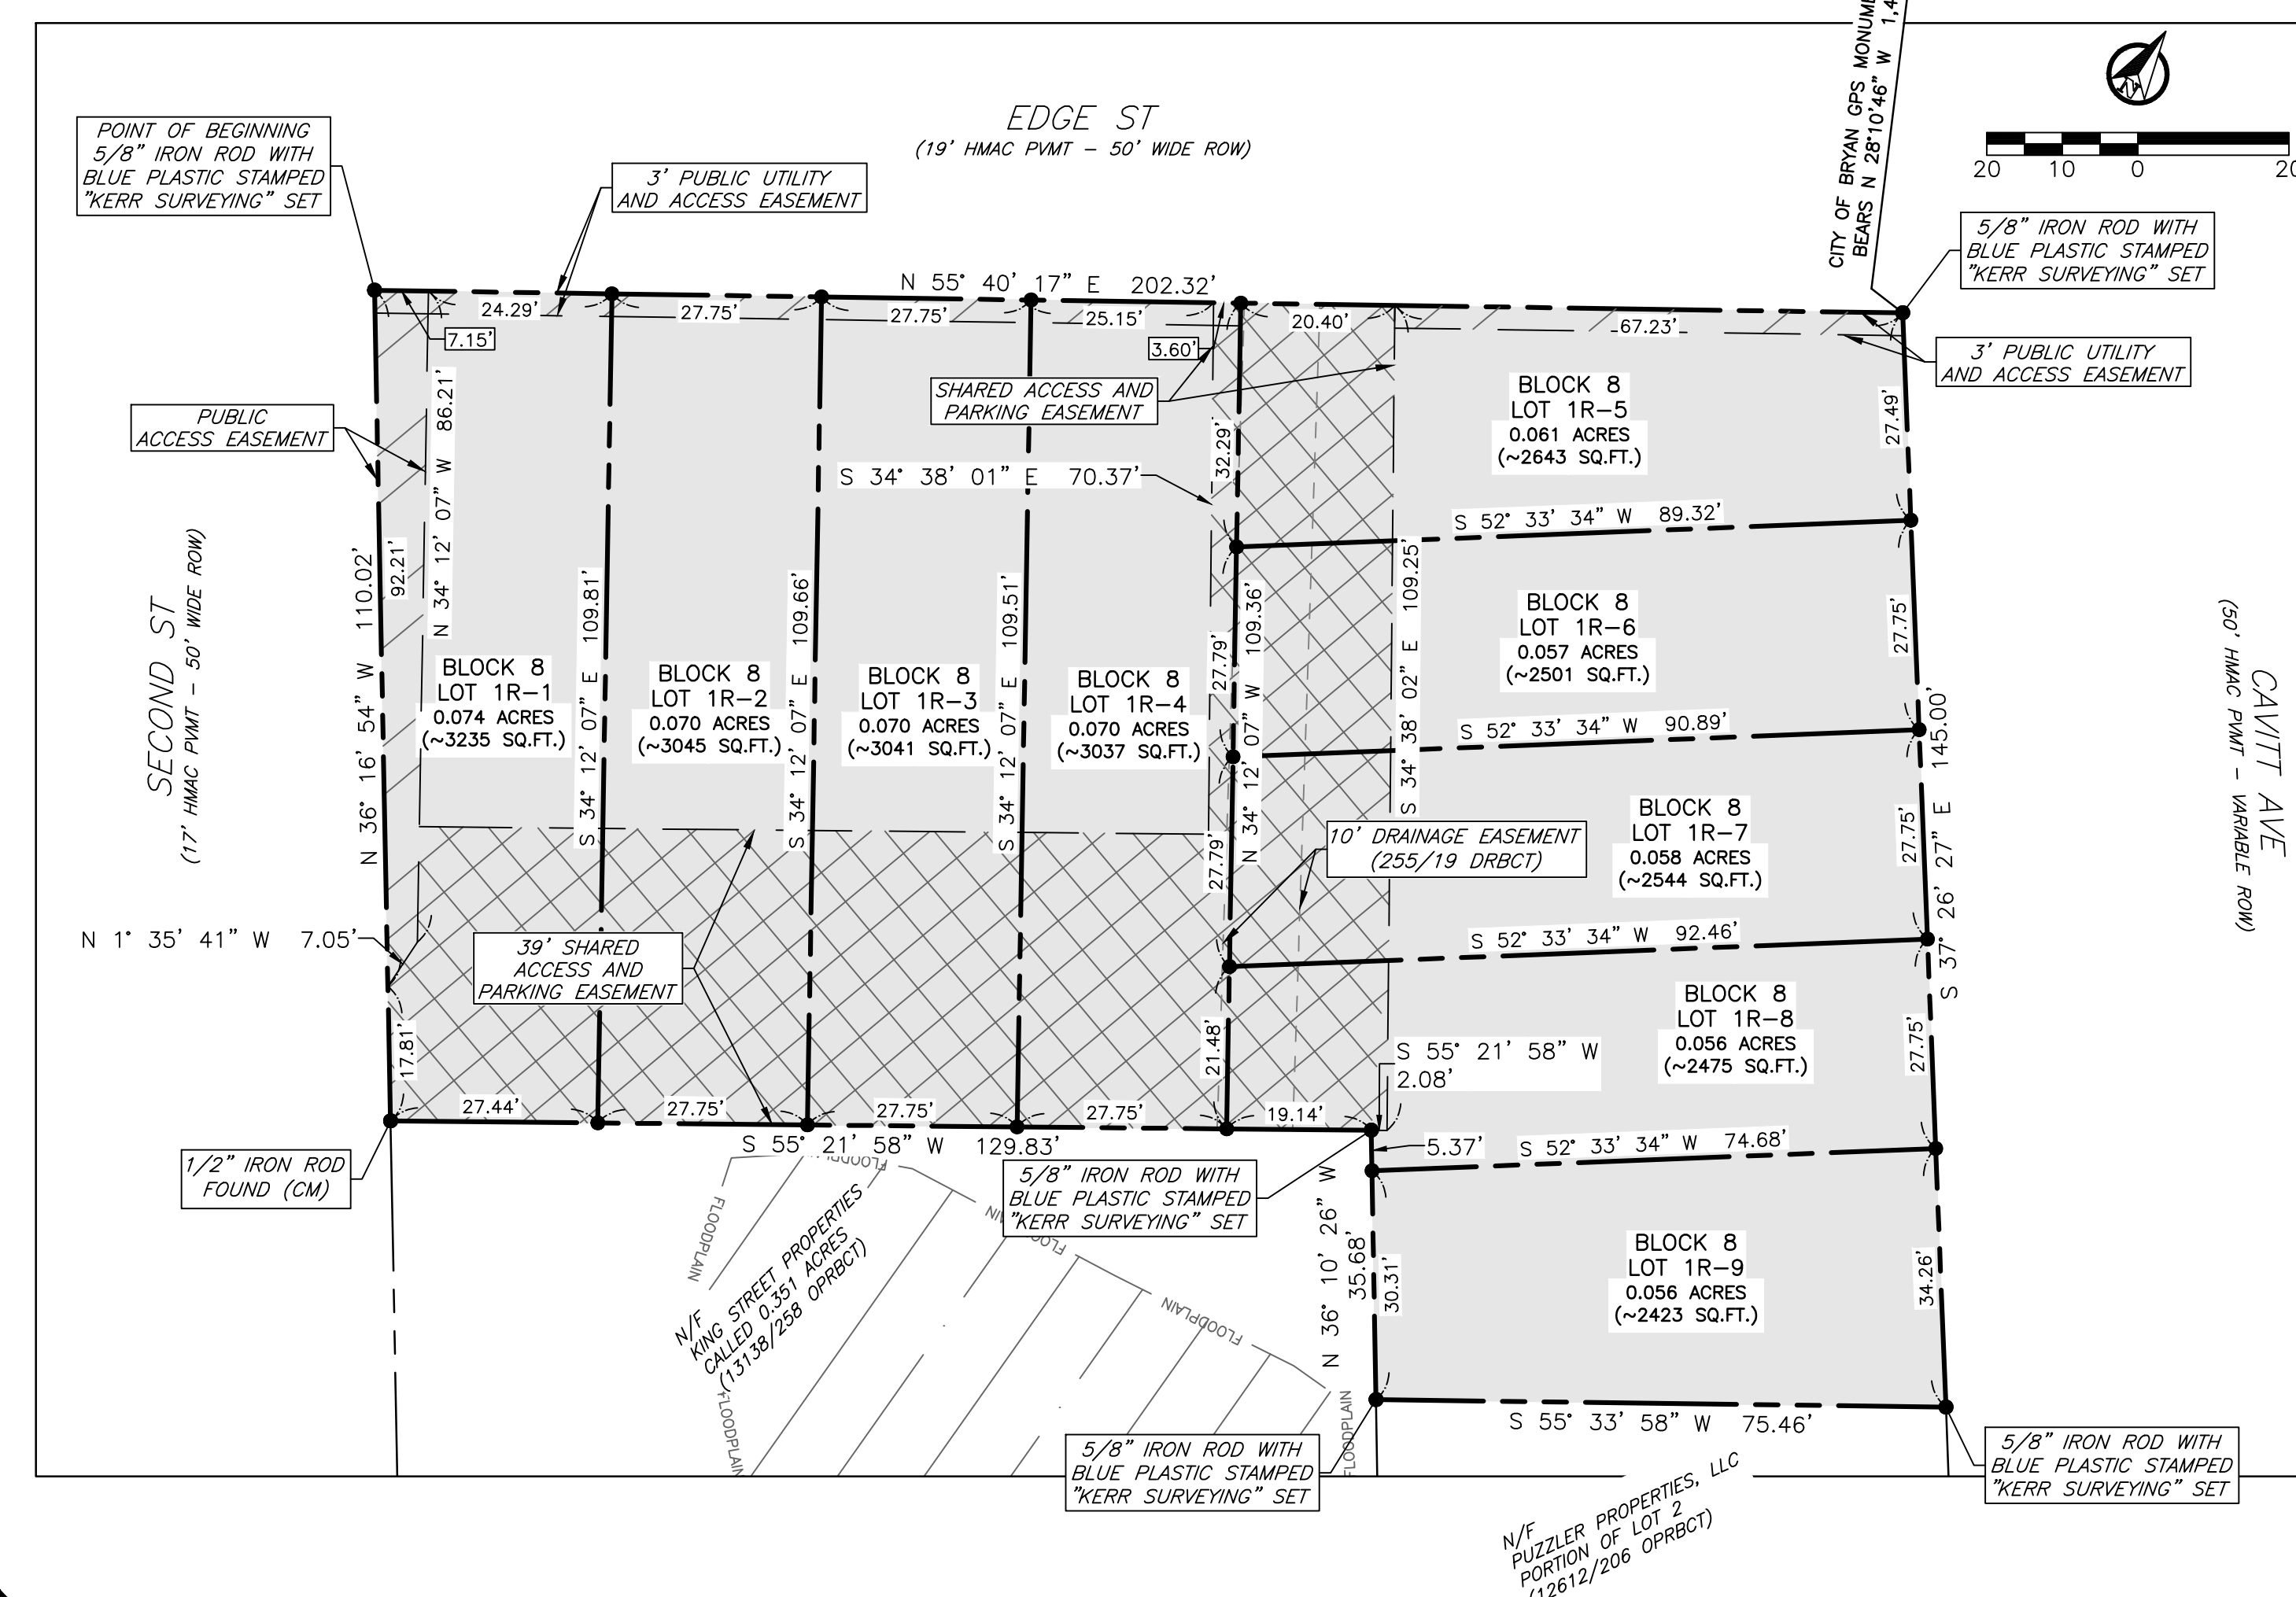 CITY OF BRYAN GPS MONUME
BEARS N 28°10'46" W 1,4
EDGE ST
(19' HMAC PVMT – 50' WIDE ROW)
20 10 0 20
POINT OF BEGINNING
5/8" IRON ROD WITH
BLUE PLASTIC STAMPED
"KERR SURVEYING" SET
3' PUBLIC UTILITY
AND ACCESS EASEMENT
5/8" IRON ROD WITH
BLUE PLASTIC STAMPED
"KERR SURVEYING" SET
N 55° 40' 17" E 202.32'
24.29'
27.75'
27.75'
25.15'
20.40'
67.23'
7.15'
3.60'
3' PUBLIC UTILITY
AND ACCESS EASEMENT
PUBLIC
ACCESS EASEMENT
SHARED ACCESS AND
PARKING EASEMENT
S 34° 38' 01" E 70.37'
N 34° 12' 07" W 86.21'
32.29'
27.49'
BLOCK 8
LOT 1R-5
0.061 ACRES
(~2643 SQ.FT.)
S 52° 33' 34" W 89.32'
SECOND ST
(17' HMAC PVMT – 50' WIDE ROW)
N 36° 16' 54" W 110.02'
92.21'
S 34° 12' 07" E 109.81'
S 34° 12' 07" E 109.66'
S 34° 12' 07" E 109.51'
27.79'
N 34° 12' 07" W 109.36'
S 34° 38' 02" E 109.25'
BLOCK 8
LOT 1R-6
0.057 ACRES
(~2501 SQ.FT.)
27.75'
BLOCK 8
LOT 1R-1
0.074 ACRES
(~3235 SQ.FT.)
BLOCK 8
LOT 1R-2
0.070 ACRES
(~3045 SQ.FT.)
BLOCK 8
LOT 1R-3
0.070 ACRES
(~3041 SQ.FT.)
BLOCK 8
LOT 1R-4
0.070 ACRES
(~3037 SQ.FT.)
S 52° 33' 34" W 90.89'
S 37° 26' 27" E 145.00'
CAVITT AVE
(50' HMAC PVMT – VARIABLE ROW)
27.79'
10' DRAINAGE EASEMENT
(255/19 DRBCT)
BLOCK 8
LOT 1R-7
0.058 ACRES
(~2544 SQ.FT.)
27.75'
N 1° 35' 41" W 7.05'
39' SHARED
ACCESS AND
PARKING EASEMENT
S 52° 33' 34" W 92.46'
17.81'
21.48'
S 55° 21' 58" W
2.08'
BLOCK 8
LOT 1R-8
0.056 ACRES
(~2475 SQ.FT.)
27.75'
27.44'
27.75'
27.75'
27.75'
19.14'
S 55° 21' 58" W 129.83'
5.37'
S 52° 33' 34" W 74.68'
1/2" IRON ROD
FOUND (CM)
5/8" IRON ROD WITH
BLUE PLASTIC STAMPED
"KERR SURVEYING" SET
FLOODPLAIN
FLOODPLAIN
FLOODPLAIN
FLOODPLAIN
N/F
KING STREET PROPERTIES
CALLED 0.351 ACRES
(13138/258 OPRBCT)
N 36° 10' 26" W
35.68'
30.31'
BLOCK 8
LOT 1R-9
0.056 ACRES
(~2423 SQ.FT.)
34.26'
FLOODPLAIN
FLOODPLAIN
S 55° 33' 58" W 75.46'
5/8" IRON ROD WITH
BLUE PLASTIC STAMPED
"KERR SURVEYING" SET
5/8" IRON ROD WITH
BLUE PLASTIC STAMPED
"KERR SURVEYING" SET
N/F
PUZZLER PROPERTIES, LLC
PORTION OF LOT 2
(12612/206 OPRBCT)